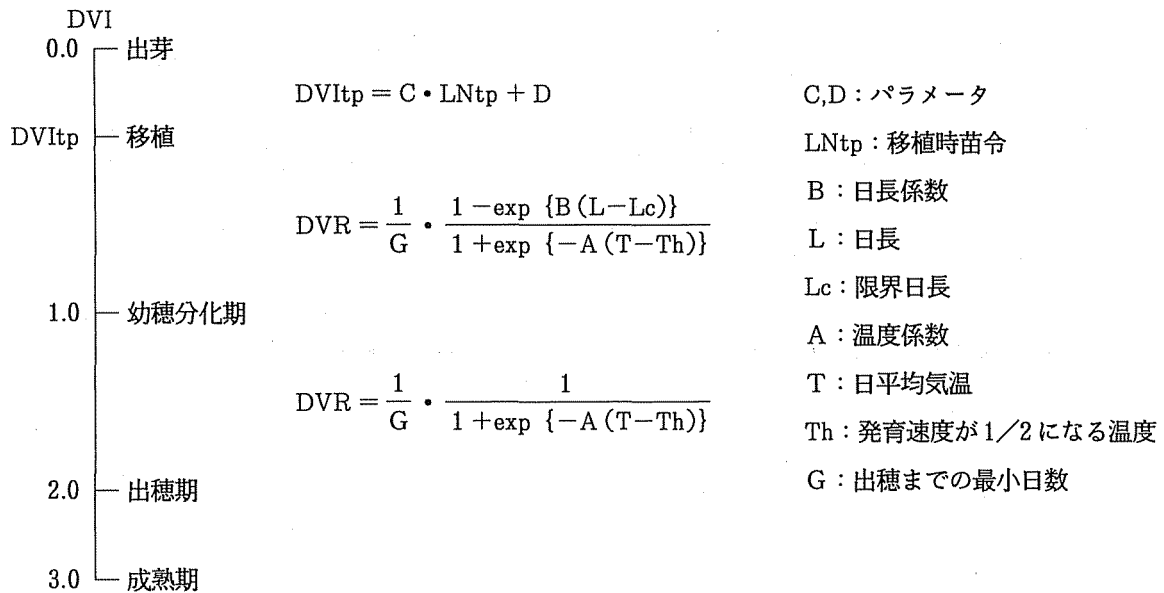 DVI
0.0 出芽
DVItp = C・LNtp + D
C,D：パラメータ
DVItp 移植
LNtp：移植時苗令
B：日長係数
DVR = 1/G ・ (1 −exp {B (L−Lc)})/(1 +exp {−A (T−Th)})
L：日長
Lc：限界日長
1.0 幼穂分化期
A：温度係数
T：日平均気温
DVR = 1/G ・ 1/(1 +exp {−A (T−Th)})
Th：発育速度が1／2になる温度
2.0 出穂期
G：出穂までの最小日数
3.0 成熟期